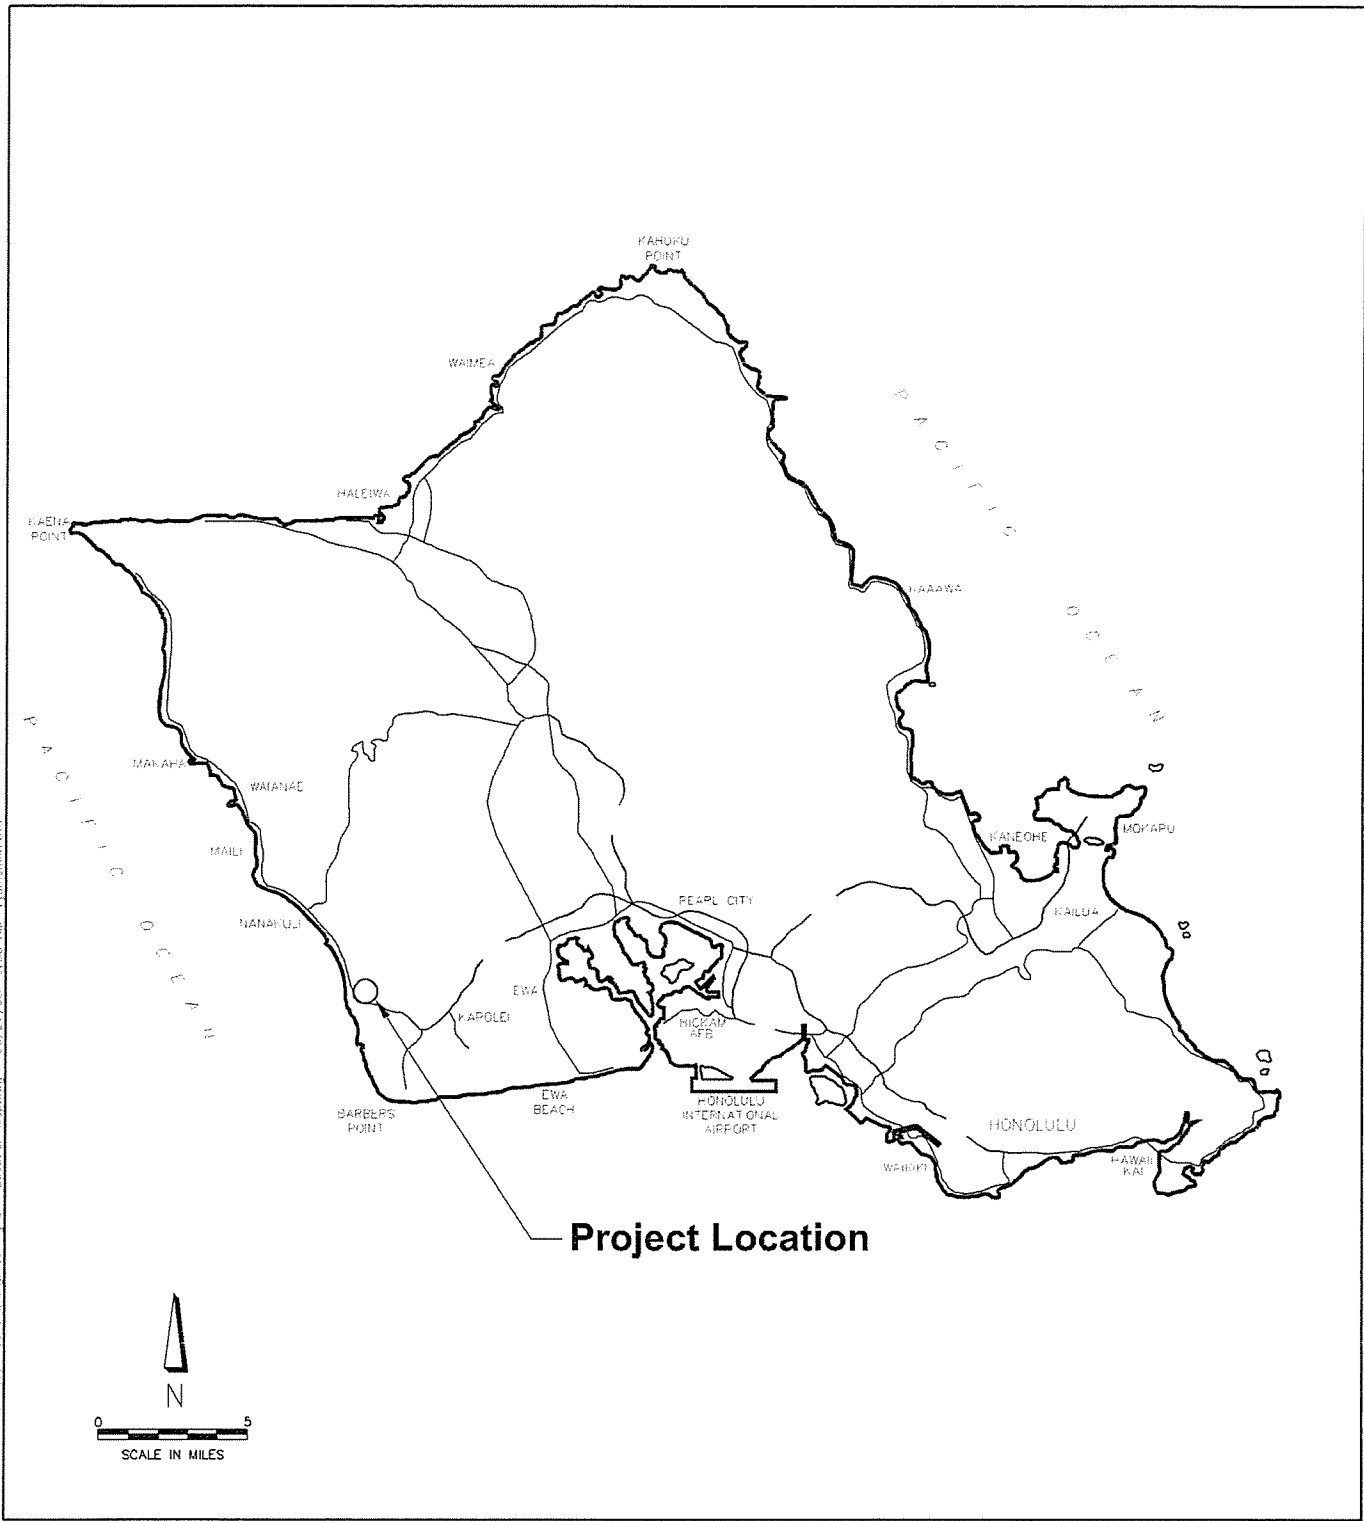 KAHUKU
POINT
WAIMEA
HALEIWA
KAENA
POINT
PACIFIC OCEAN
KAAAWA
PACIFIC OCEAN
MAKAHA
WAIANAE
MAILI
NANAKULI
KANEOHE
MOKAPU
PEARL CITY
KAILUA
EWA
KAPOLEI
HICKAM
AFB
EWA
BEACH
BARBERS
POINT
HONOLULU
INTERNATIONAL
AIRPORT
HONOLULU
WAIKIKI
HAWAII
KAI
Project Location
N
0 5
SCALE IN MILES